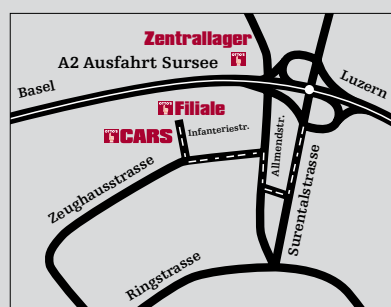 Zentrallager
A2 Ausfahrt Sursee
Basel
Luzern
Filiale
CARS
Infanteriestr.
Allmendstr.
Zeughausstrasse
Surentalstrasse
Ringstrasse